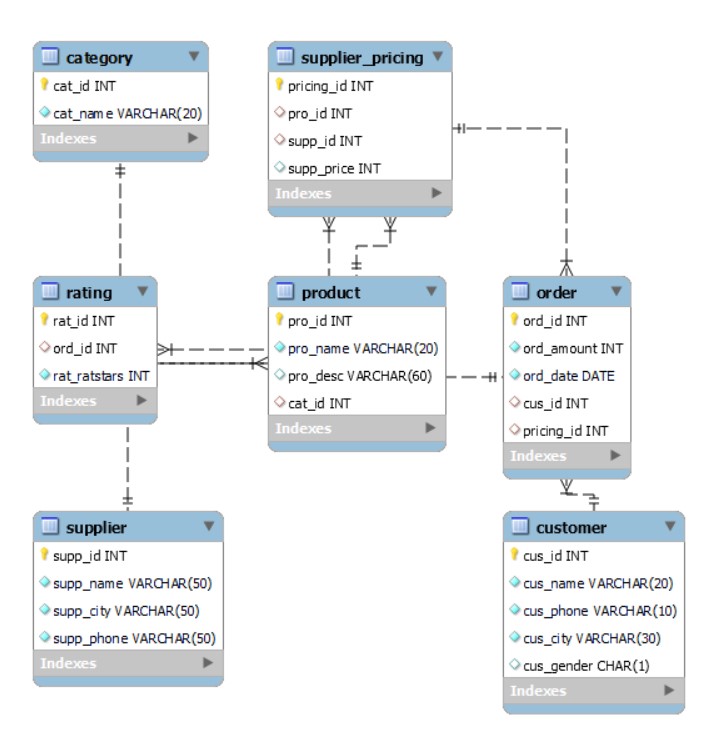 category
cat_id INT
cat_name VARCHAR(20)
Indexes
supplier_pricing
pricing_id INT
pro_id INT
supp_id INT
supp_price INT
Indexes
rating
rat_id INT
ord_id INT
rat_ratstars INT
Indexes
product
pro_id INT
pro_name VARCHAR(20)
pro_desc VARCHAR(60)
cat_id INT
Indexes
order
ord_id INT
ord_amount INT
ord_date DATE
cus_id INT
pricing_id INT
Indexes
supplier
supp_id INT
supp_name VARCHAR(50)
supp_city VARCHAR(50)
supp_phone VARCHAR(50)
Indexes
customer
cus_id INT
cus_name VARCHAR(20)
cus_phone VARCHAR(10)
cus_city VARCHAR(30)
cus_gender CHAR(1)
Indexes